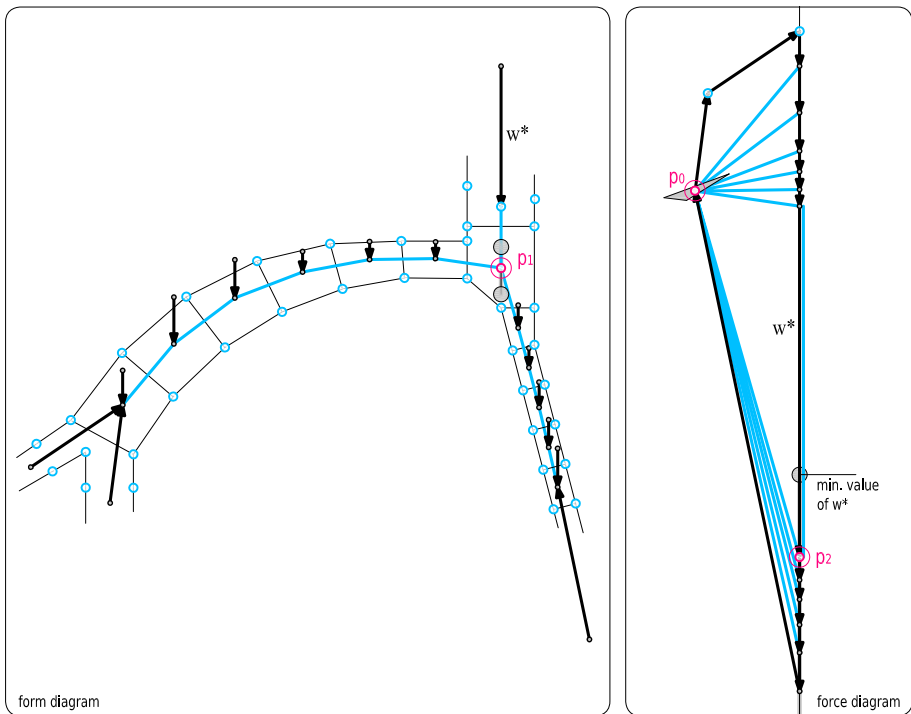 w*
p1
form diagram
p0
w*
min. value
of w*
p2
force diagram